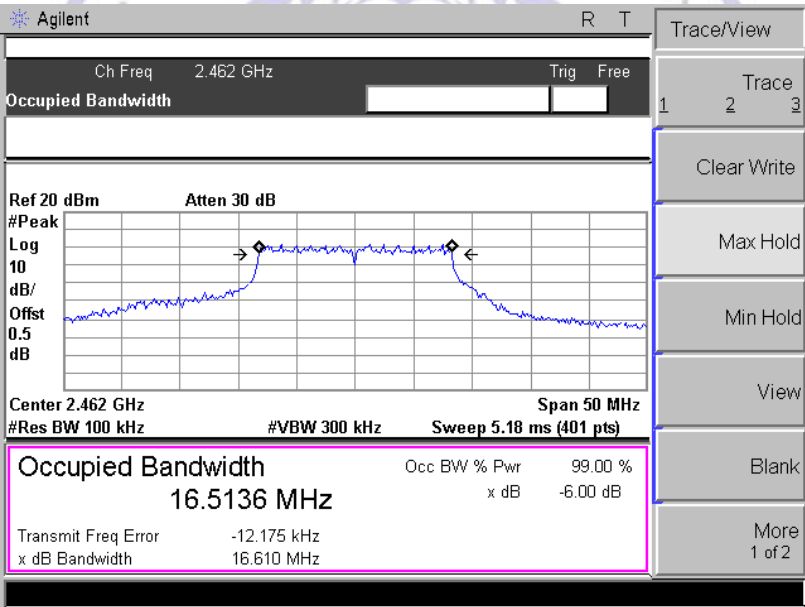 Agilent R T
Trace/View
Ch Freq 2.462 GHz Trig Free
Occupied Bandwidth
Trace
1 2 3
Clear Write
Ref 20 dBm Atten 30 dB
#Peak
Log
10
dB/
Offst
0.5
dB
Max Hold
Min Hold
View
Center 2.462 GHz Span 50 MHz
#Res BW 100 kHz #VBW 300 kHz Sweep 5.18 ms (401 pts)
Occupied Bandwidth Occ BW % Pwr 99.00 %
16.5136 MHz x dB -6.00 dB
Blank
Transmit Freq Error -12.175 kHz
x dB Bandwidth 16.610 MHz
More
1 of 2